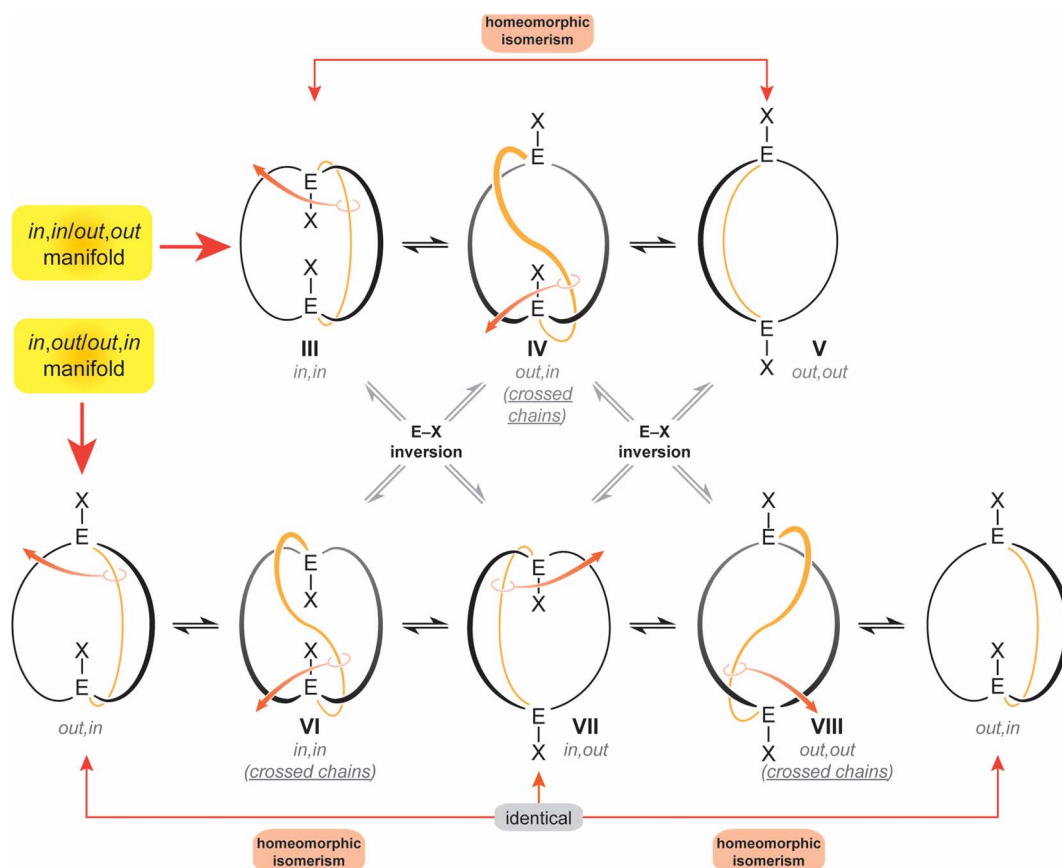 homeomorphic
isomerism
X
E
E
X
X
E
III
in,in
X
E
X
E
IV
out,in
(crossed
chains)
X
E
E
X
V
out,out
in,in/out,out
manifold
in,out/out,in
manifold
E–X
inversion
E–X
inversion
X
E
X
E
out,in
E
X
X
E
VI
in,in
(crossed chains)
E
X
E
X
VII
in,out
X
E
E
X
VIII
out,out
(crossed chains)
X
E
X
E
out,in
identical
homeomorphic
isomerism
homeomorphic
isomerism